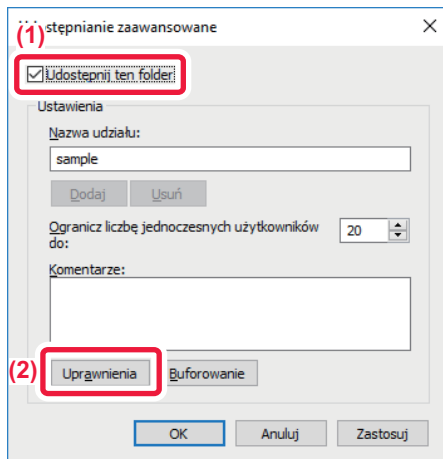 (1)
stępnianie zaawansowane
Udostępnij ten folder
Ustawienia
Nazwa udziału:
sample
Dodaj Usuń
Ogranicz liczbę jednoczesnych użytkowników 20
do:
Komentarze:
(2) Uprawnienia Buforowanie
OK Anuluj Zastosuj